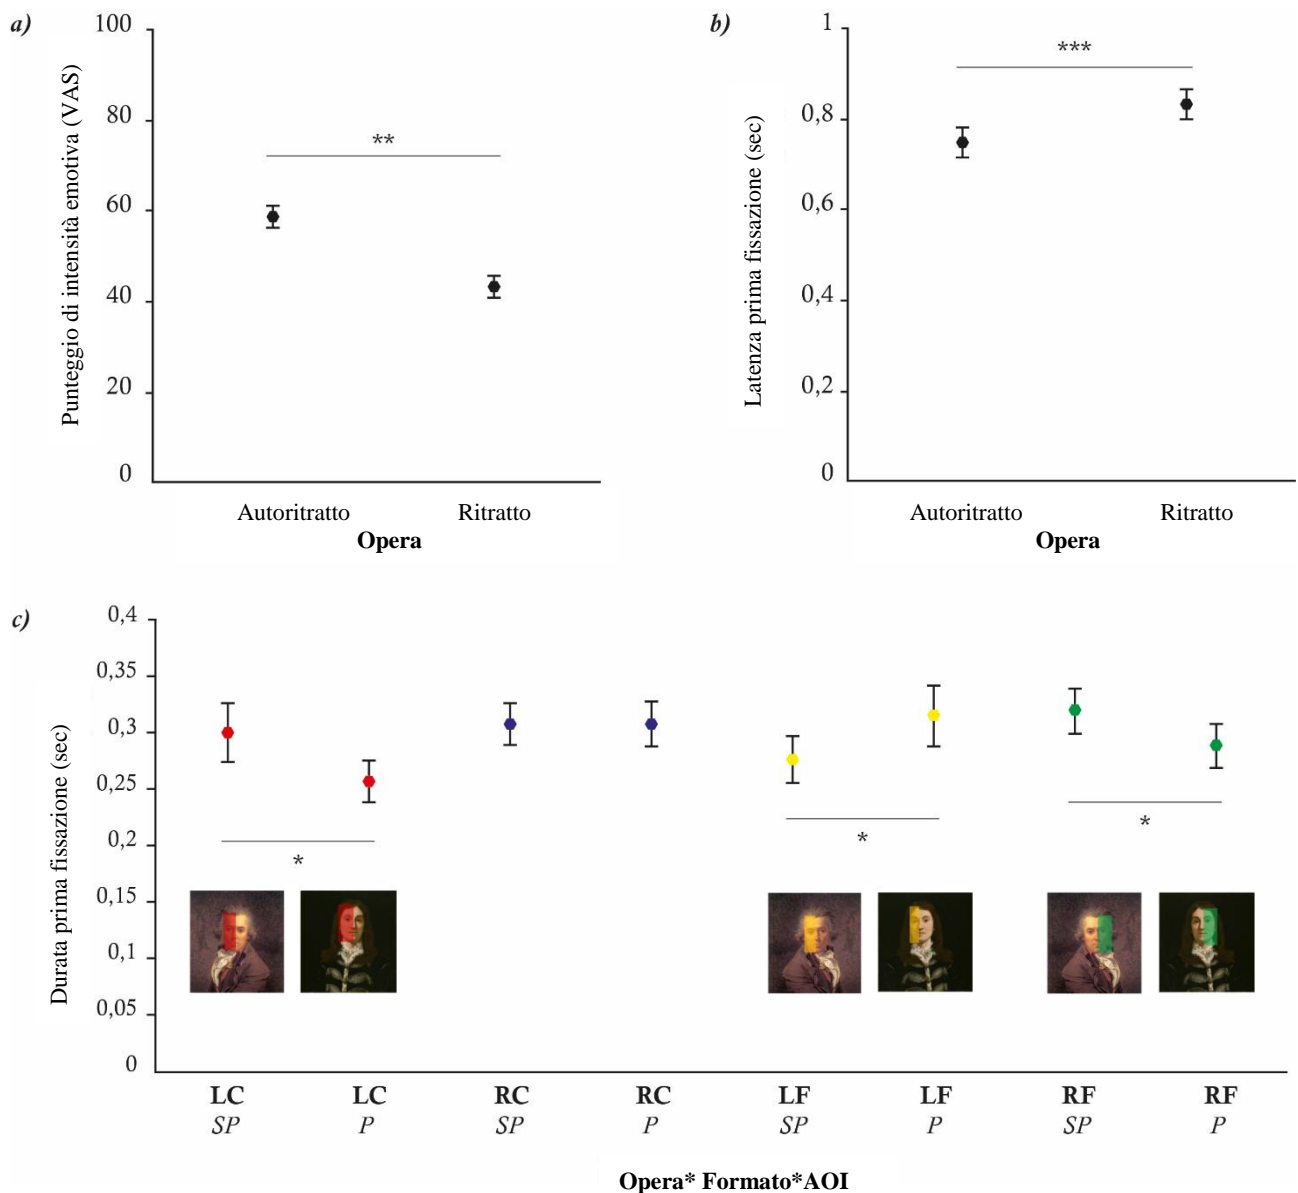 a)
100
80
60
40
20
0
Punteggio di intensità emotiva (VAS)
**
Autoritratto Ritratto
Opera
b)
1
0,8
0,6
0,4
0,2
0
Latenza prima fissazione (sec)
***
Autoritratto Ritratto
Opera
c)
0,4
0,35
0,3
0,25
0,2
0,15
0,1
0,05
0
Durata prima fissazione (sec)
* * *
LC LC RC RC LF LF RF RF
SP P SP P SP P SP P
Opera* Formato*AOI